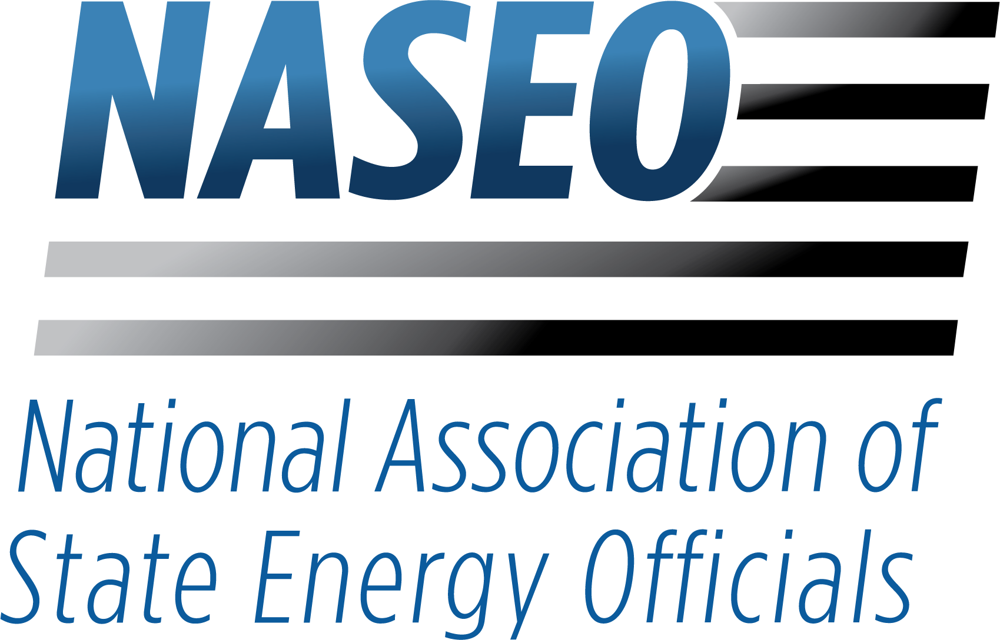 NASEO
National Association of
State Energy Officials